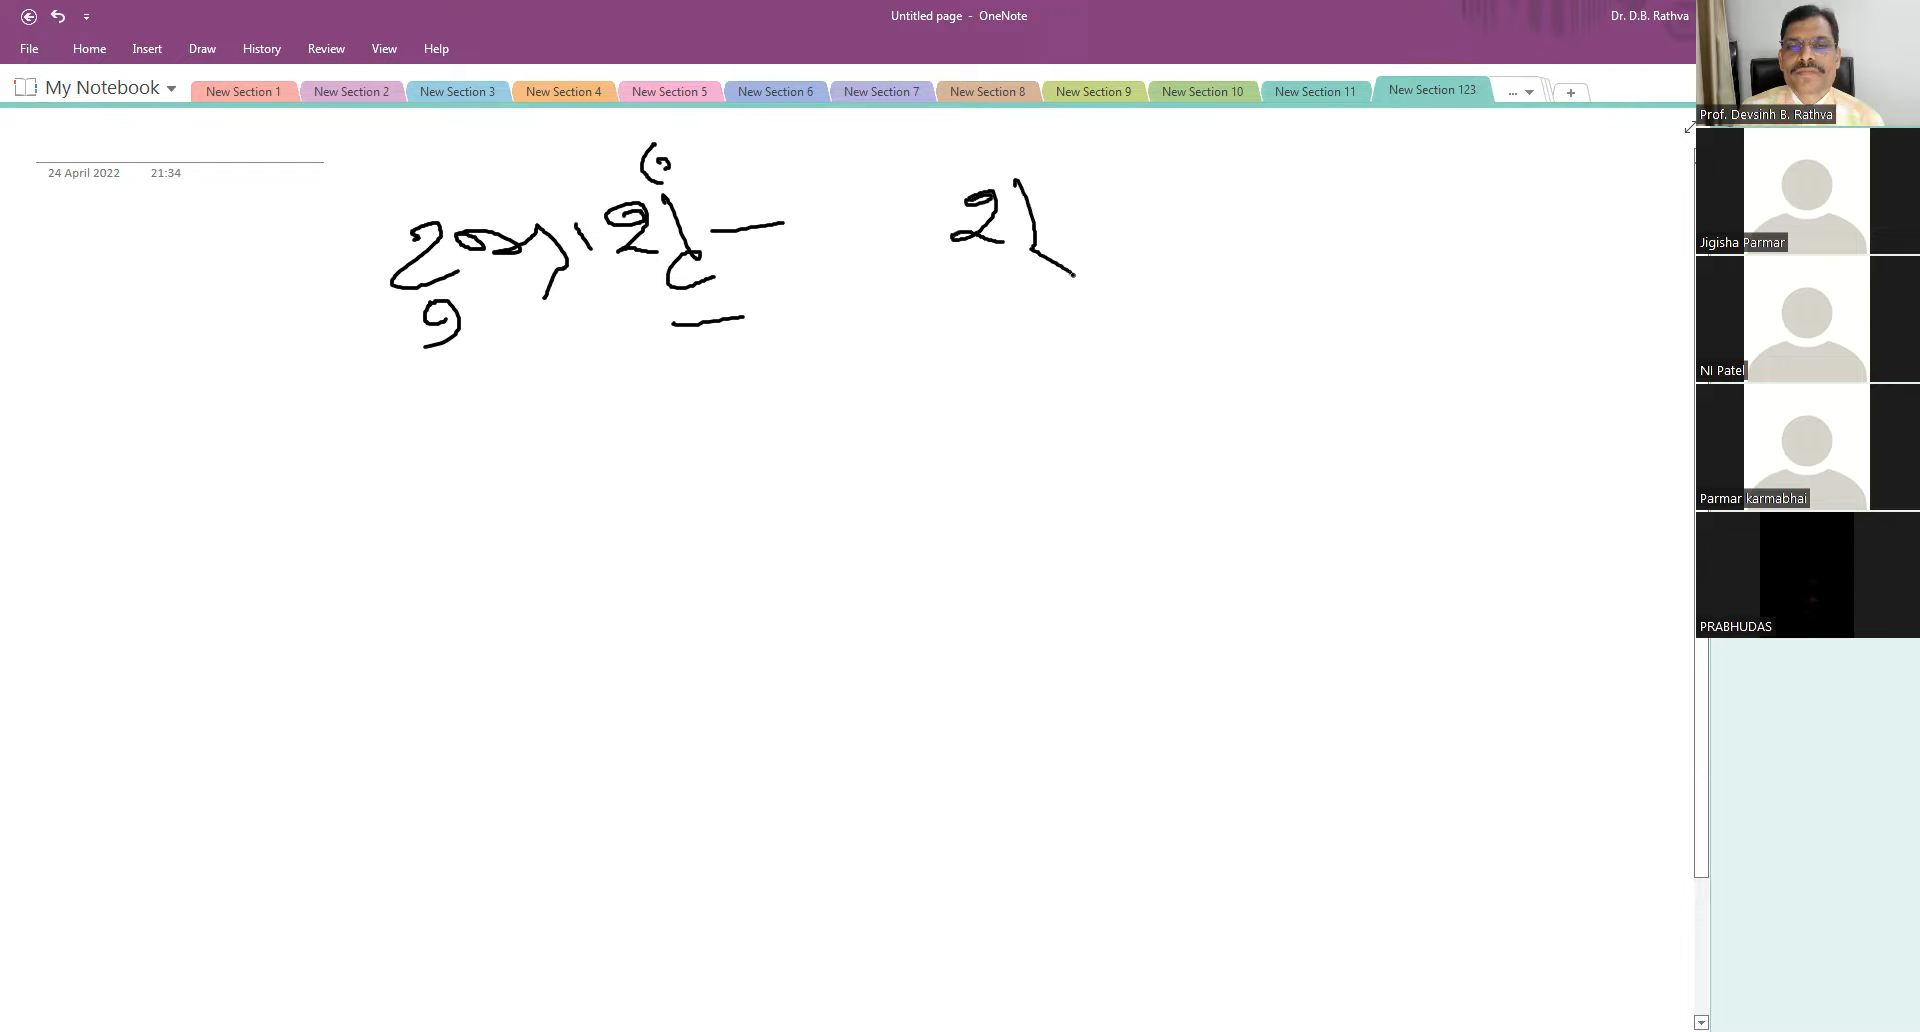 Untitled page - OneNote
Dr. D.B. Rathva
File Home Insert Draw History Review View Help
My Notebook
New Section 1 New Section 2 New Section 3 New Section 4 New Section 5 New Section 6 New Section 7 New Section 8 New Section 9 New Section 10 New Section 11 New Section 123 ...
24 April 2022 21:34
Prof. Devsinh B. Rathva
Jigisha Parmar
NI Patel
Parmar karmabhai
PRABHUDAS